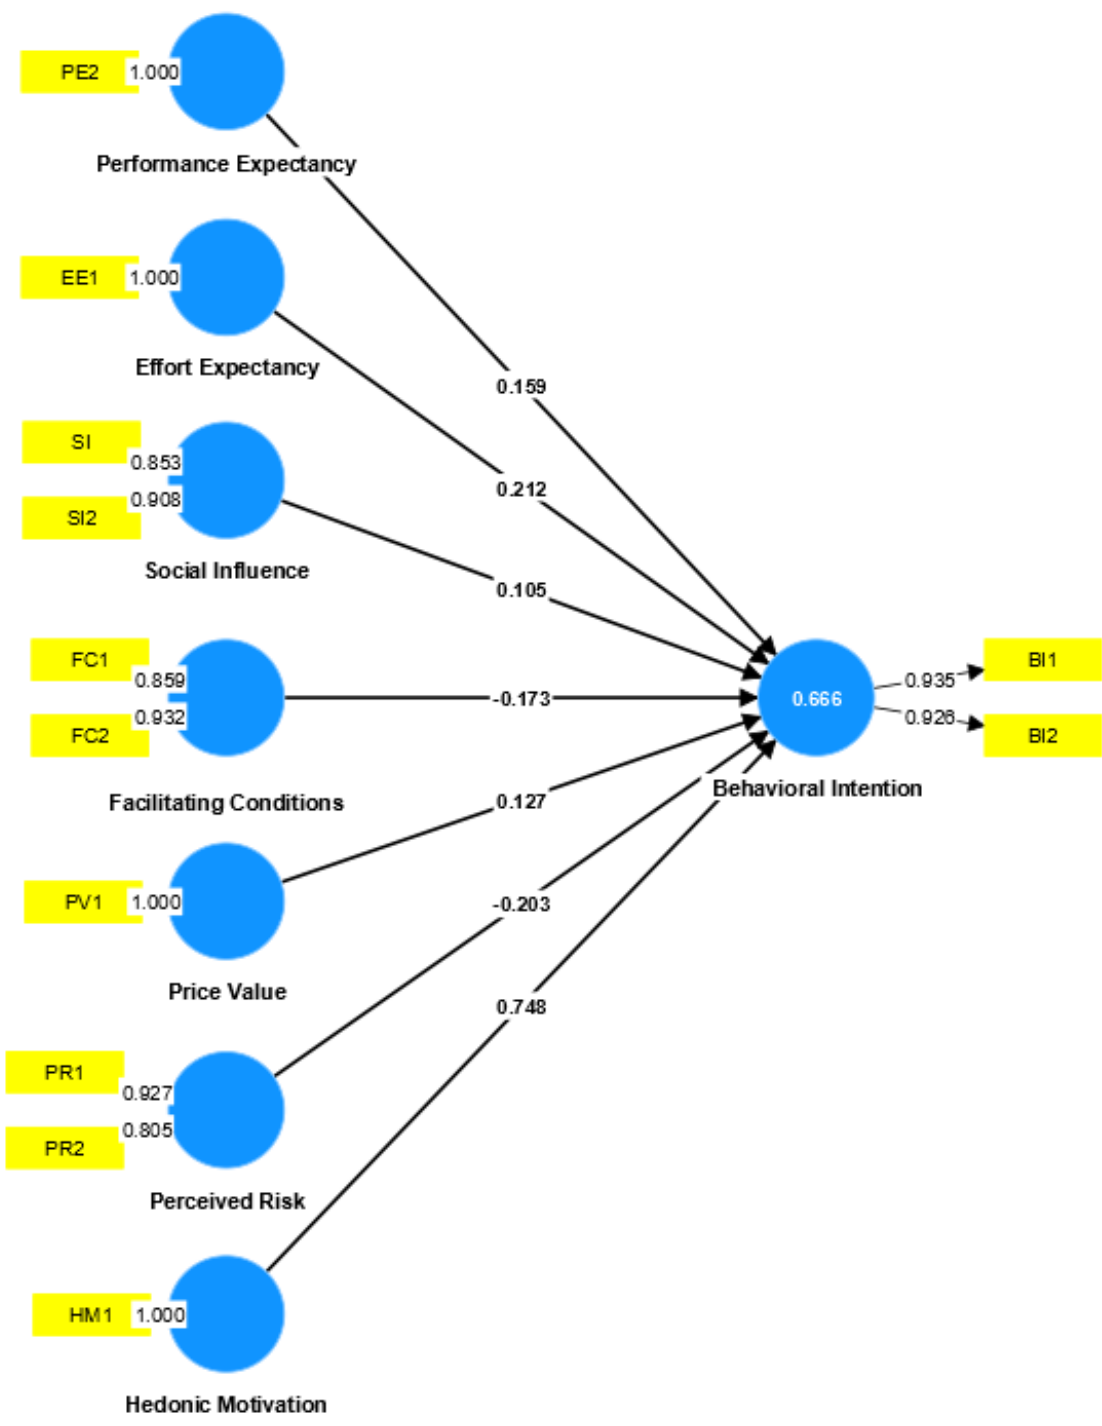 PE2 1.000
Performance Expectancy
EE1 1.000
Effort Expectancy
SI 0.853
SI2 0.908
Social Influence
FC1 0.859
FC2 0.932
Facilitating Conditions
PV1 1.000
Price Value
PR1 0.927
PR2 0.805
Perceived Risk
HM1 1.000
Hedonic Motivation
0.159
0.212
0.105
-0.173
0.127
-0.203
0.748
0.666
Behavioral Intention
0.935 BI1
0.926 BI2